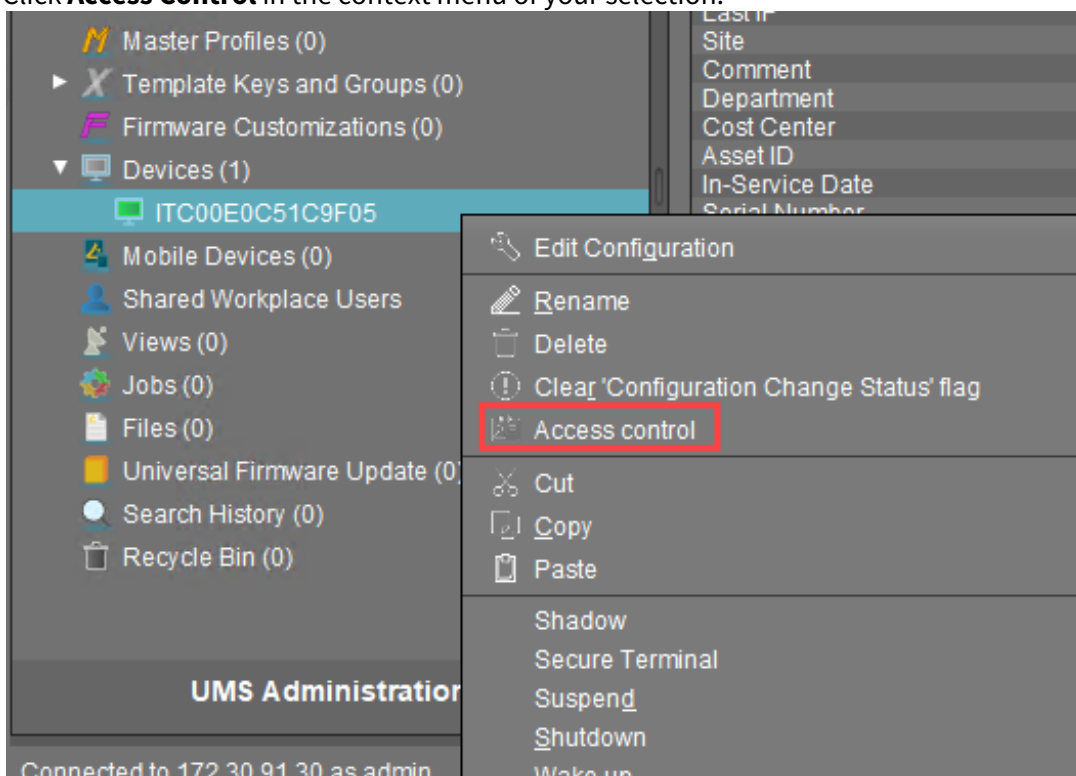 Click Access Control in the context menu of your selection.
Master Profiles (0)
Template Keys and Groups (0)
Firmware Customizations (0)
Devices (1)
ITC00E0C51C9F05
Mobile Devices (0)
Shared Workplace Users
Views (0)
Jobs (0)
Files (0)
Universal Firmware Update (0)
Search History (0)
Recycle Bin (0)
UMS Administration
Connected to 172.30.91.30 as admin
Last IP
Site
Comment
Department
Cost Center
Asset ID
In-Service Date
Serial Number
Edit Configuration
Rename
Delete
Clear 'Configuration Change Status' flag
Access control
Cut
Copy
Paste
Shadow
Secure Terminal
Suspend
Shutdown
Wake up